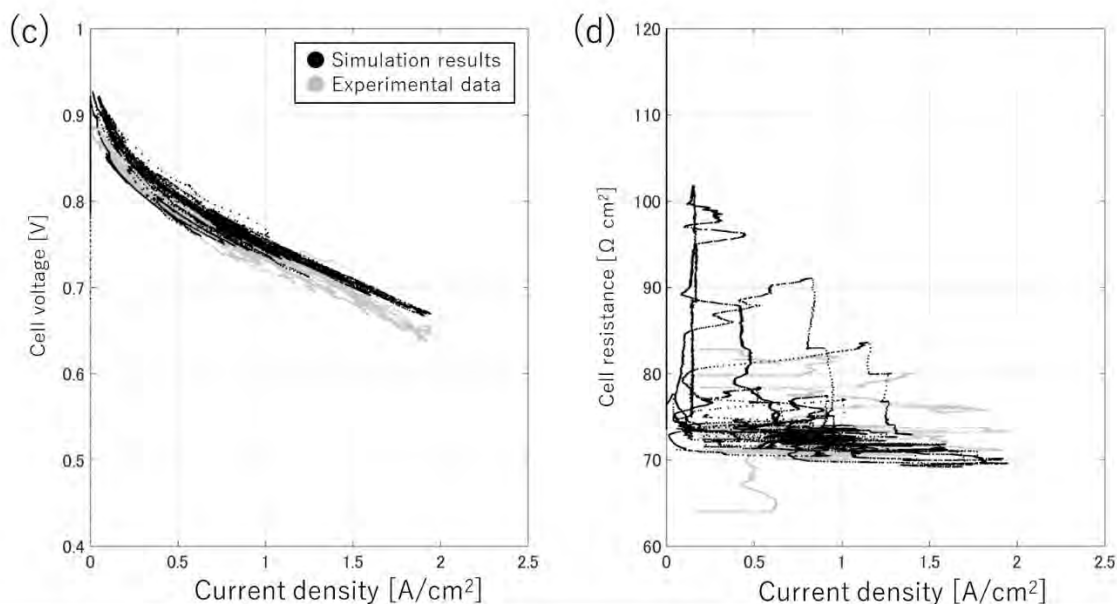 (c)
1
0.9
0.8
0.7
0.6
0.5
0.4
Cell voltage [V]
Simulation results
Experimental data
0 0.5 1 1.5 2 2.5
Current density [A/cm²]
(d)
120
110
100
90
80
70
60
Cell resistance [Ω cm²]
0 0.5 1 1.5 2 2.5
Current density [A/cm²]